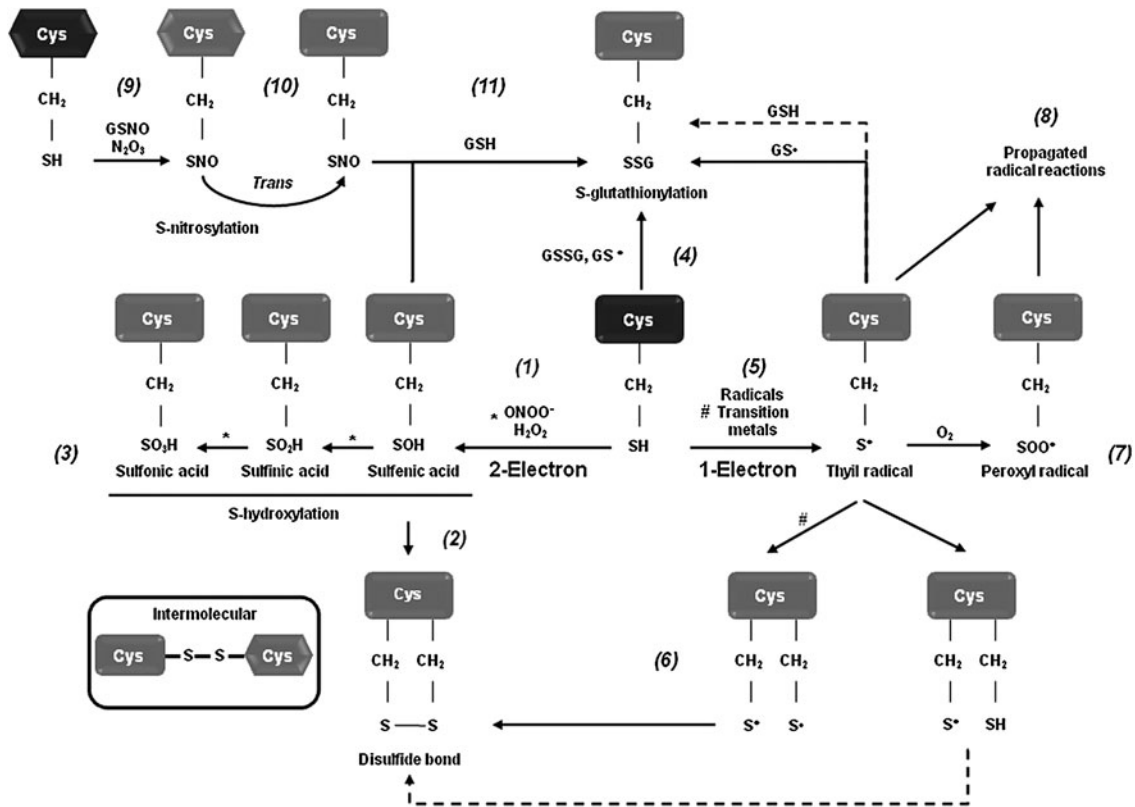 Cys Cys Cys Cys
(9) (10) (11)
CH₂ CH₂ CH₂ CH₂
GSNO
N₂O₃
GSH
(8)
SH SNO SNO GSH SSG GS•
Propagated
radical reactions
Trans
S-glutathionylation
S-nitrosylation
GSSG, GS• (4)
Cys Cys Cys Cys Cys Cys
(1) (5)
CH₂ CH₂ CH₂ CH₂ CH₂ CH₂
* ONOO⁻
H₂O₂
Radicals
# Transition
metals
SO₃H * SO₂H * SOH SH S• O₂ SOO•
(3) Sulfonic acid Sulfinic acid Sulfenic acid 2-Electron 1-Electron Thyil radical Peroxyl radical (7)
S-hydroxylation
(2) #
Cys Cys Cys
Intermolecular
Cys S S Cys
CH₂ CH₂ (6) CH₂ CH₂ CH₂ CH₂
S S S• S• S• SH
Disulfide bond